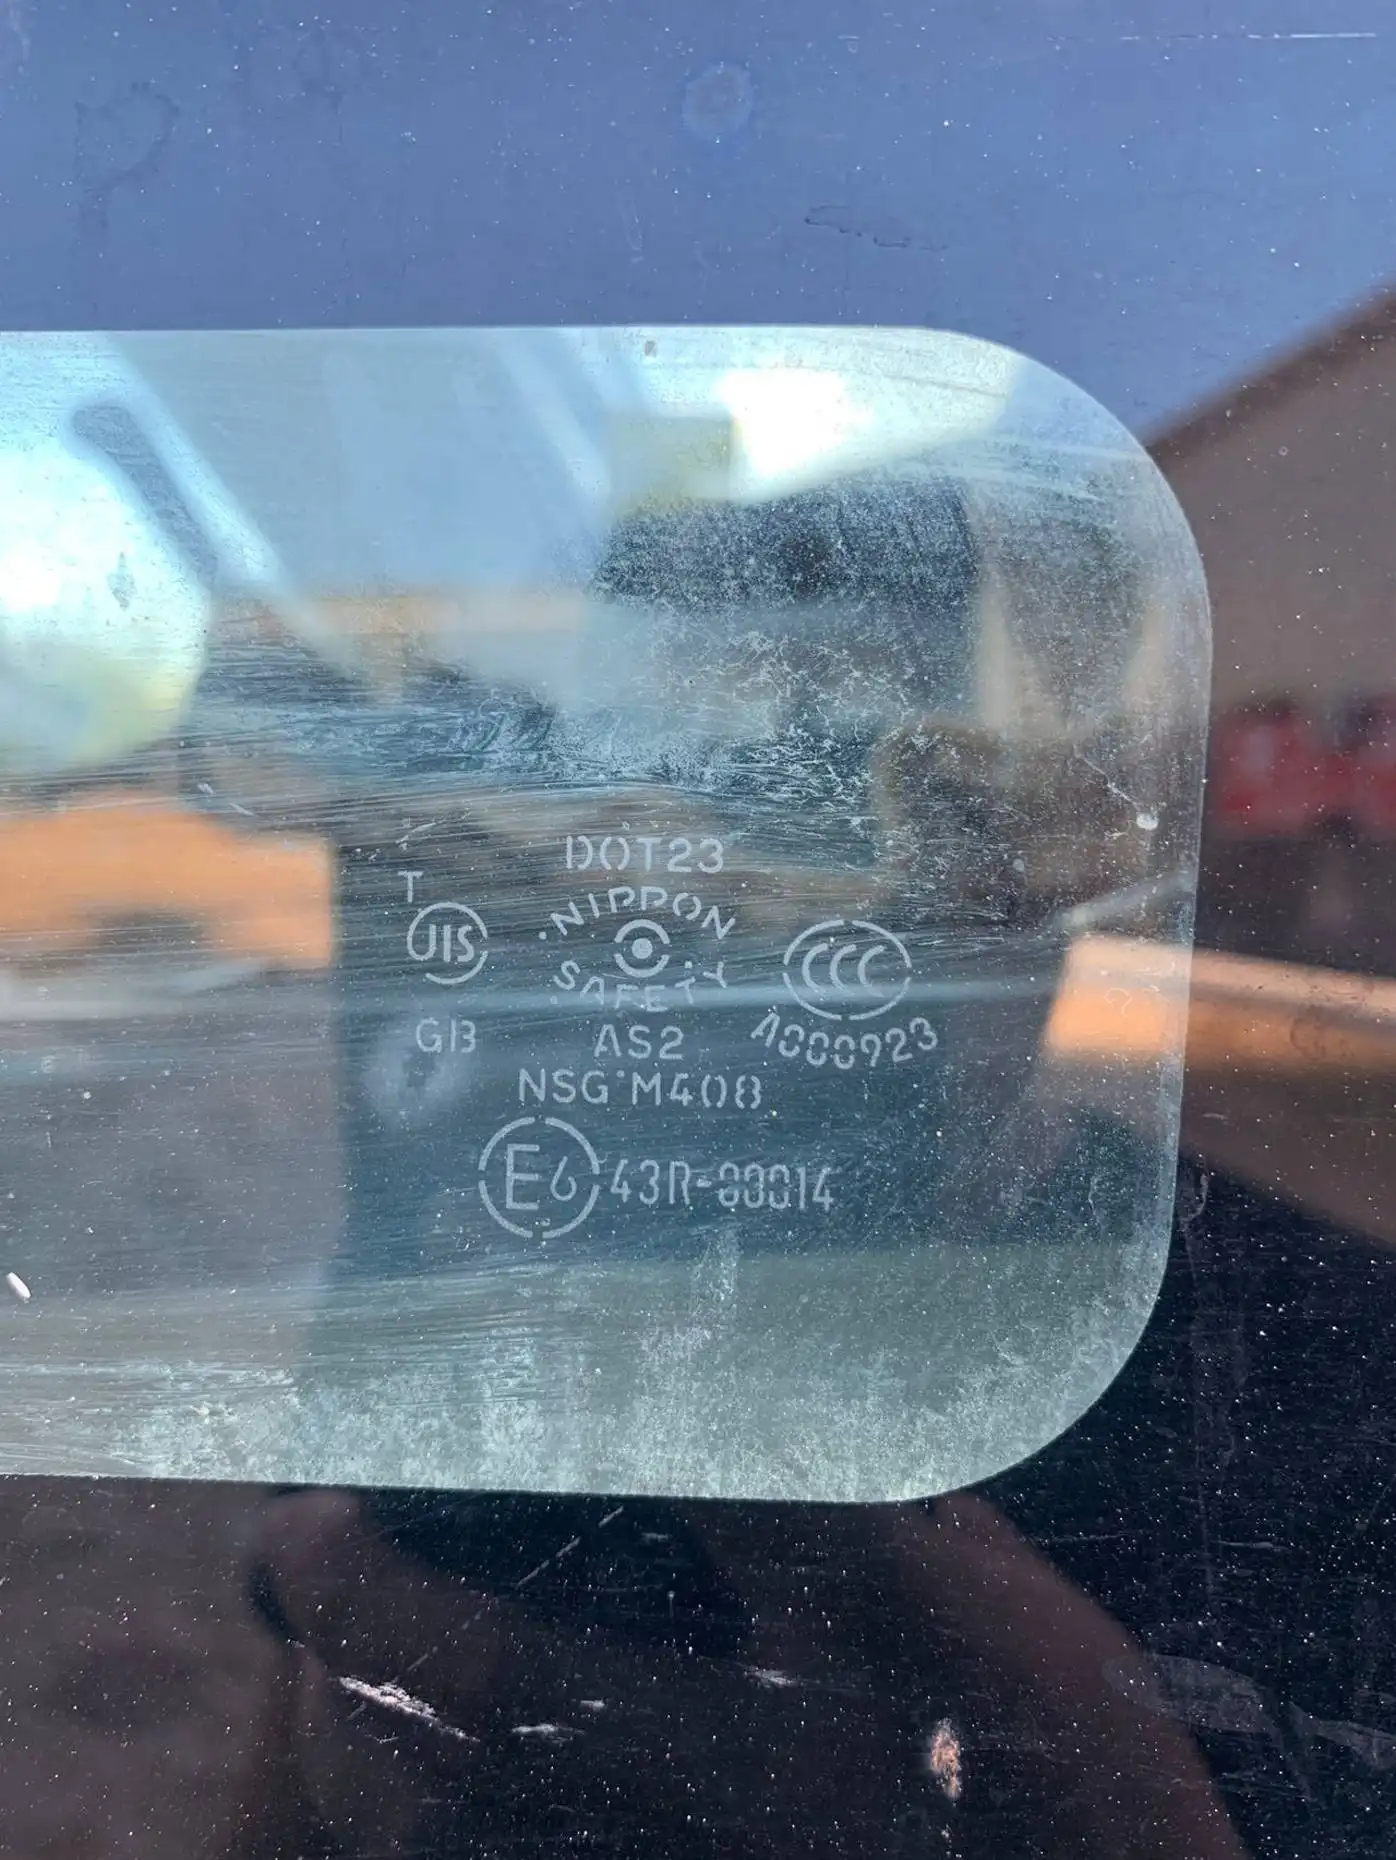 DOT23
T
NIPPON
JIS
CCC
SAFETY
GB
AS2
A000923
NSG M408
E6 43R-00014